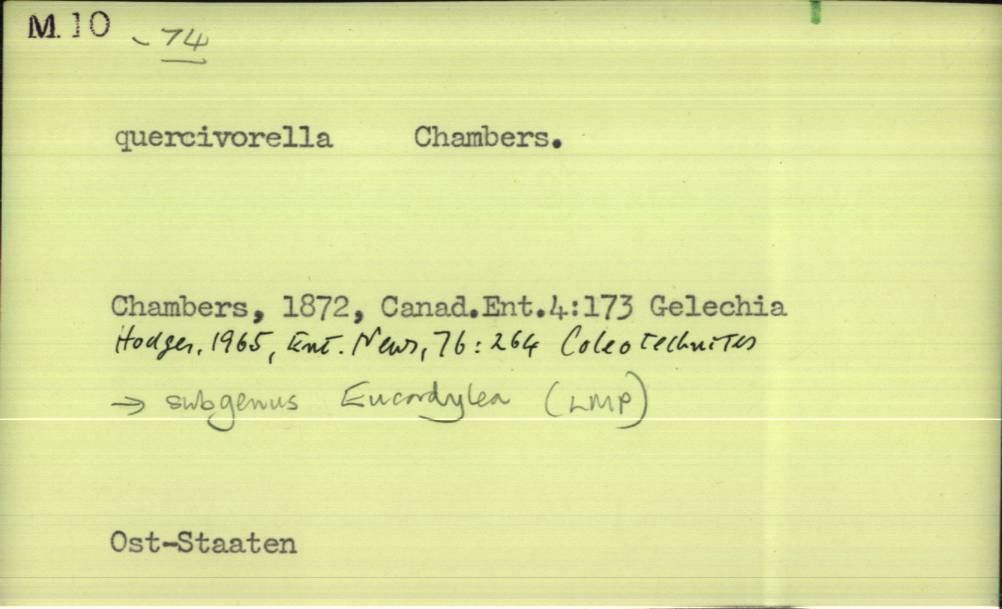 M. 10 - 74
quercivorella Chambers.
Chambers, 1872, Canad.Ent.4:173 Gelechia
Hodges, 1965, Ent. News, 76: 264 Coleotechnites
→ subgenus Eucordylea (LMP)
Ost-Staaten